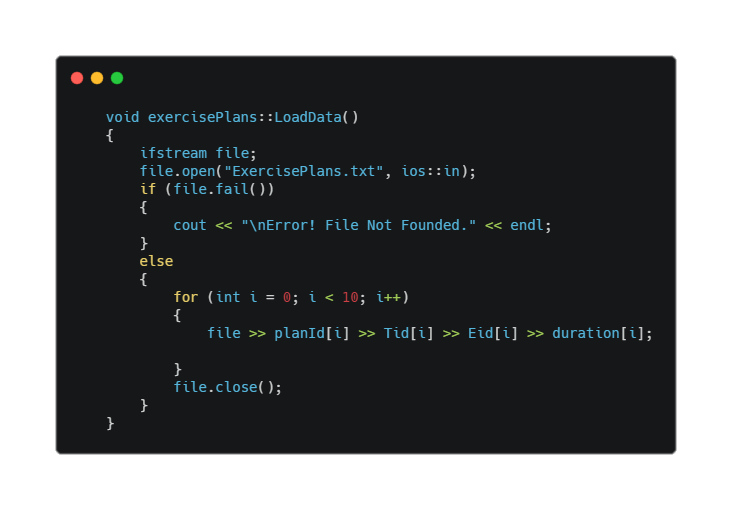 void exercisePlans::LoadData()
{
    ifstream file;
    file.open("ExercisePlans.txt", ios::in);
    if (file.fail())
    {
        cout << "\nError! File Not Founded." << endl;
    }
    else
    {
        for (int i = 0; i < 10; i++)
        {
            file >> planId[i] >> Tid[i] >> Eid[i] >> duration[i];

        }
        file.close();
    }
}